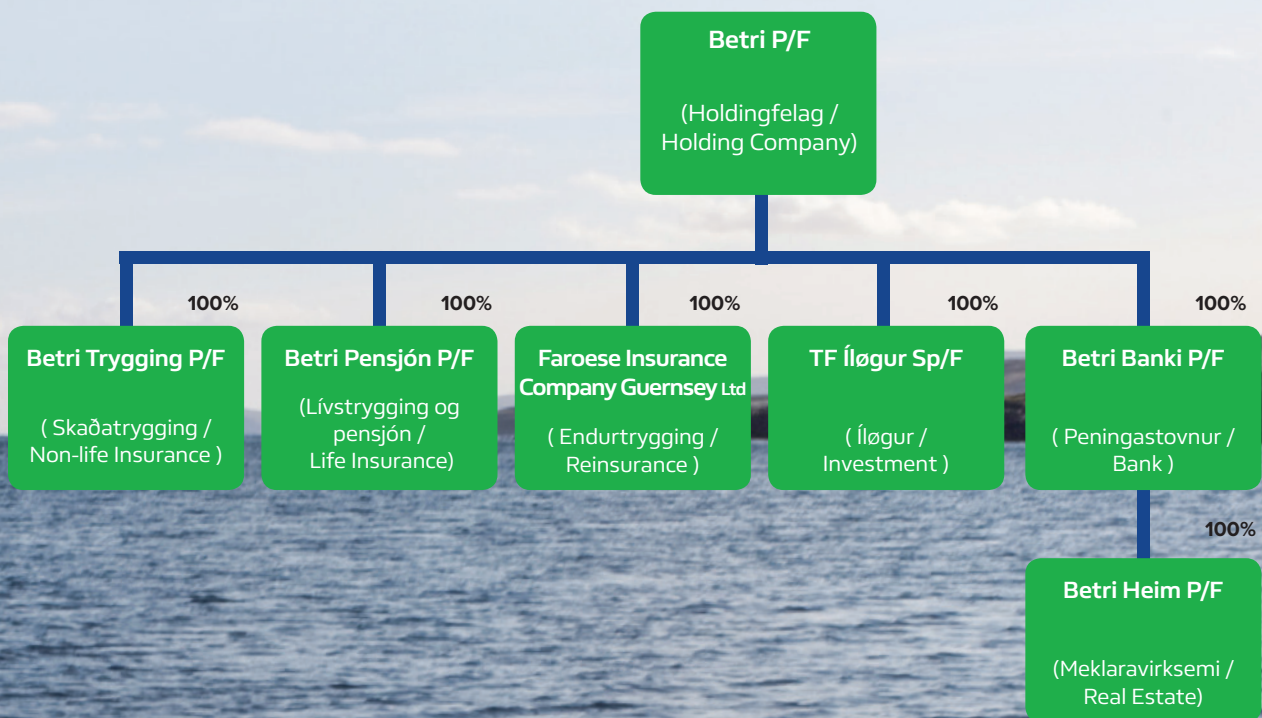 Betri P/F
(Holdingfelag /
Holding Company)
100%
100%
100%
100%
100%
Betri Trygging P/F
( Skaðatrygging /
Non-life Insurance )
Betri Pensjón P/F
(Lívstrygging og
pensjón /
Life Insurance)
Faroese Insurance
Company Guernsey Ltd
( Endurtrygging /
Reinsurance )
TF Íløgur Sp/F
( Íløgur /
Investment )
Betri Banki P/F
( Peningastovnur /
Bank )
100%
Betri Heim P/F
(Meklaravirksemi /
Real Estate)